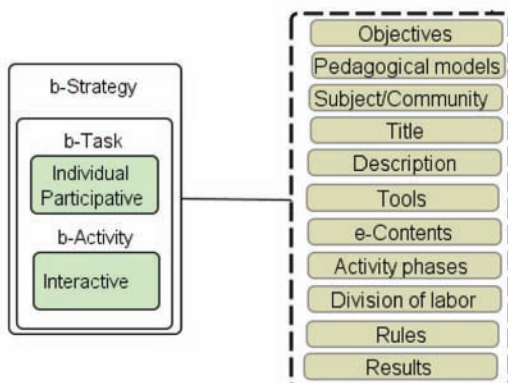 b-Strategy
b-Task
Individual
Participative
b-Activity
Interactive
Objectives
Pedagogical models
Subject/Community
Title
Description
Tools
e-Contents
Activity phases
Division of labor
Rules
Results